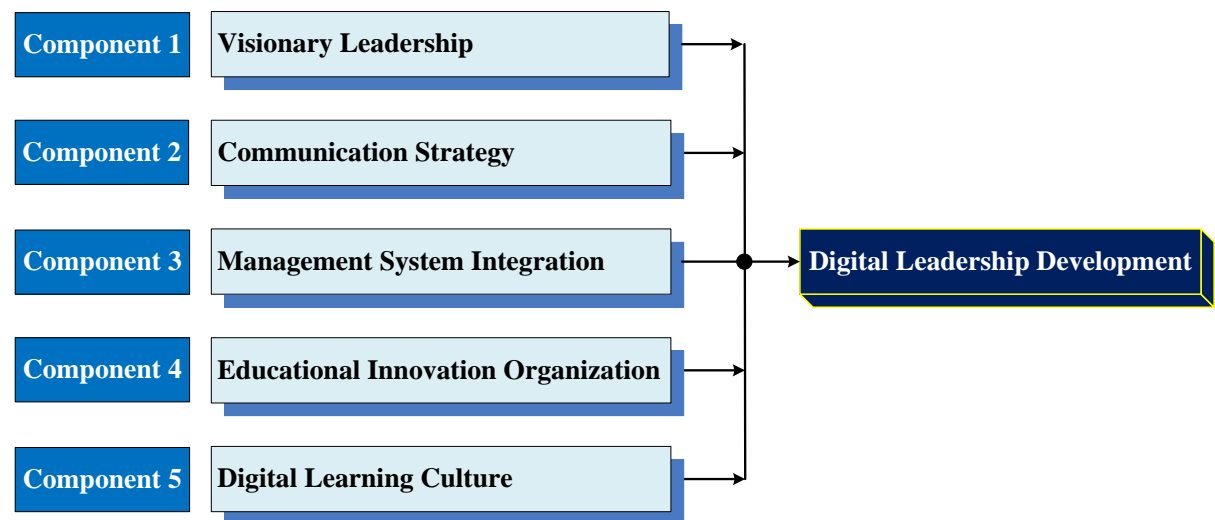 Component 1
Visionary Leadership
Component 2
Communication Strategy
Component 3
Management System Integration
Digital Leadership Development
Component 4
Educational Innovation Organization
Component 5
Digital Learning Culture